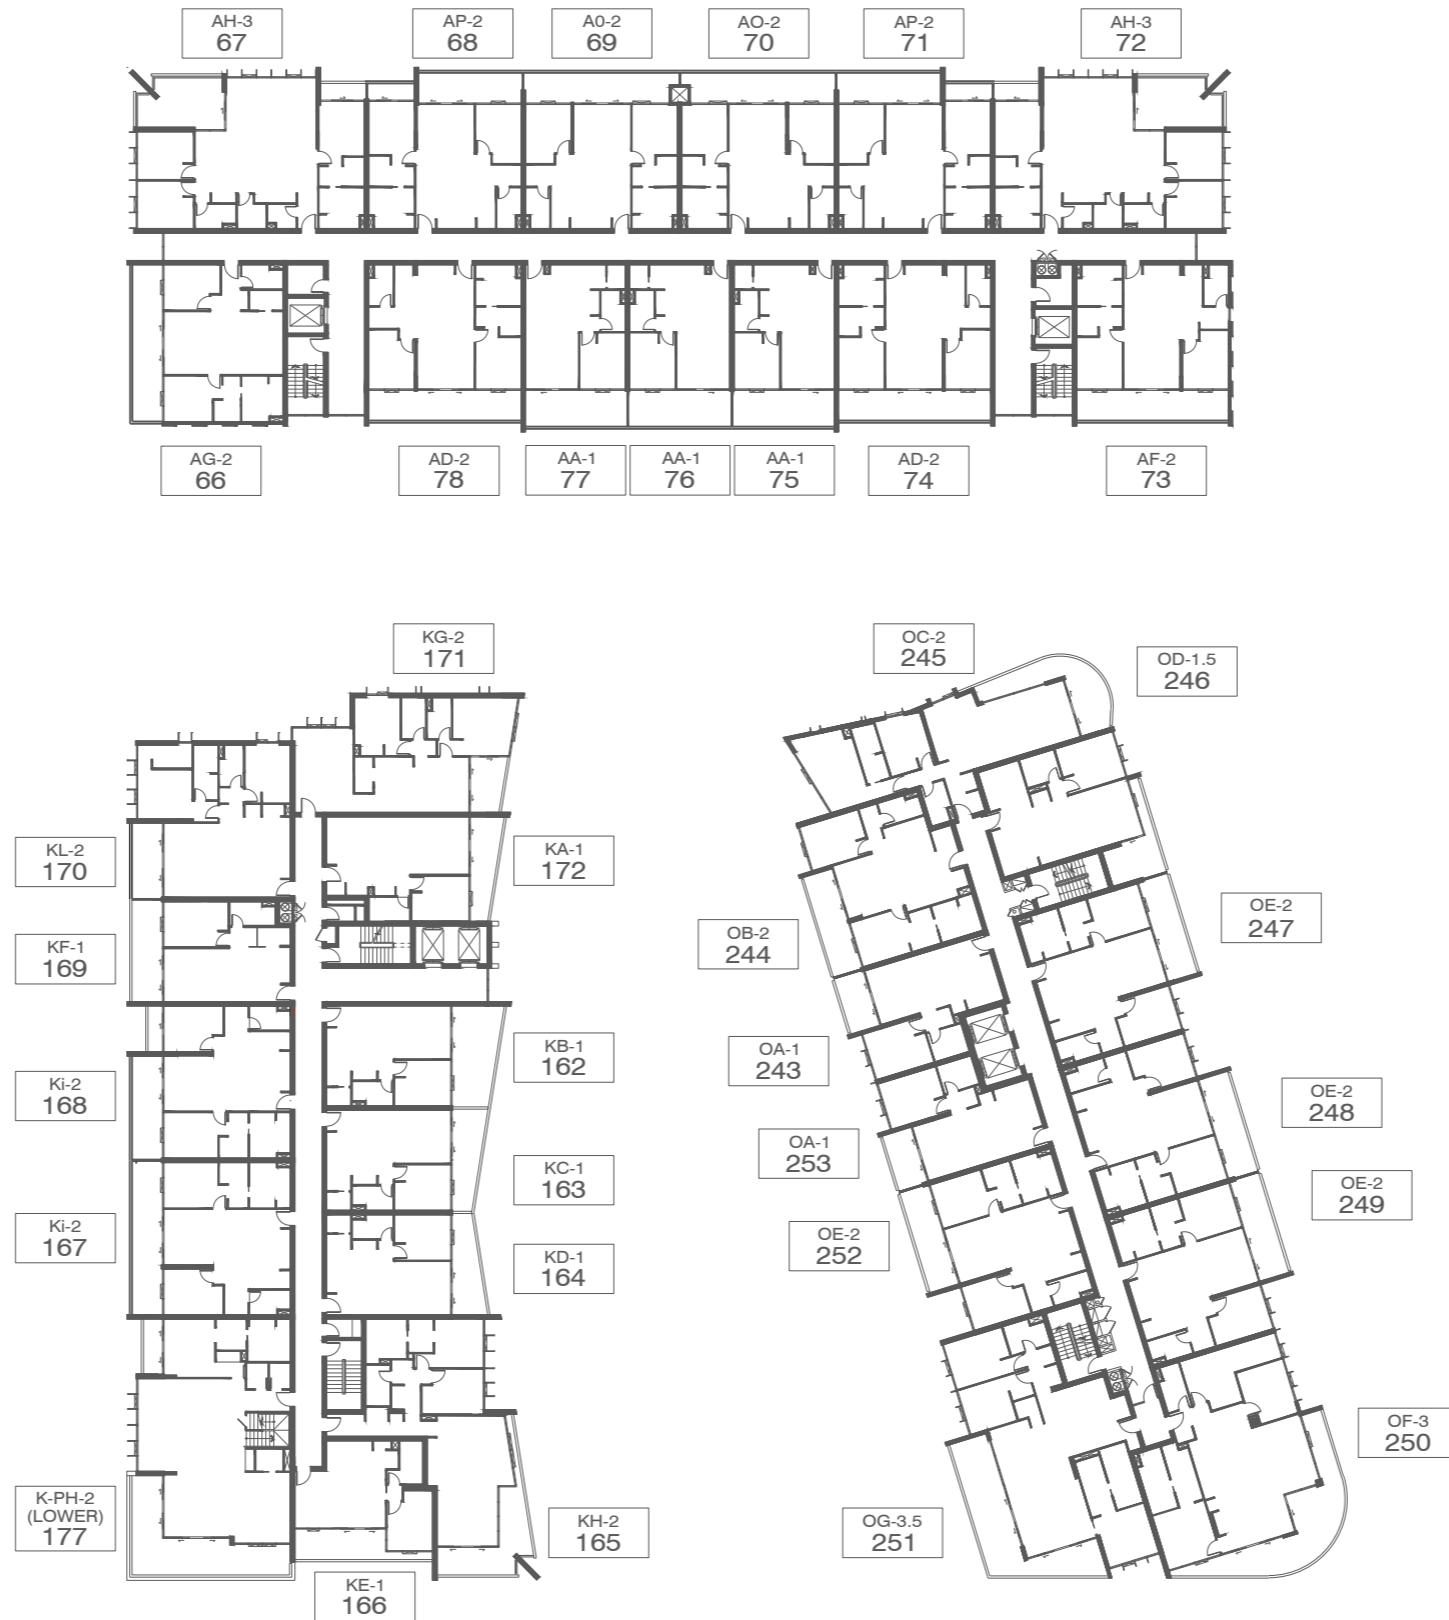 AH-3
67
AP-2
68
A0-2
69
AO-2
70
AP-2
71
AH-3
72
AG-2
66
AD-2
78
AA-1
77
AA-1
76
AA-1
75
AD-2
74
AF-2
73
KG-2
171
KL-2
170
KA-1
172
KF-1
169
KB-1
162
Ki-2
168
KC-1
163
Ki-2
167
KD-1
164
K-PH-2
(LOWER)
177
KH-2
165
KE-1
166
OC-2
245
OD-1.5
246
OE-2
247
OB-2
244
OA-1
243
OE-2
248
OA-1
253
OE-2
249
OE-2
252
OF-3
250
OG-3.5
251